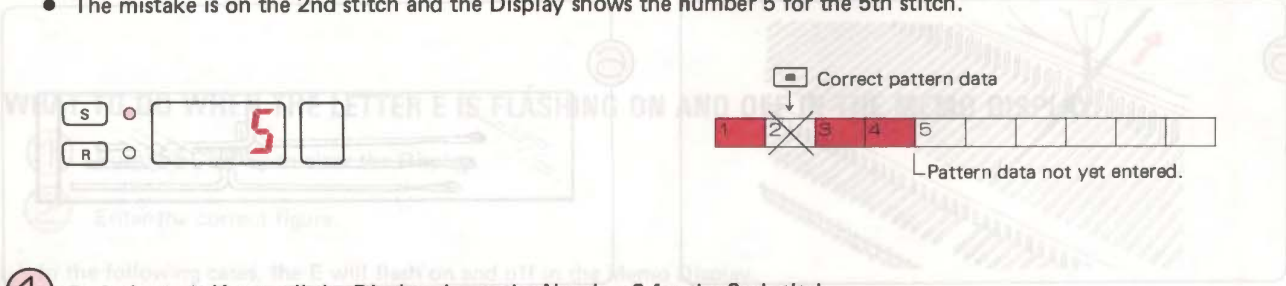 The mistake is on the 2nd stitch and the Display shows the number 5 for the 5th stitch.
Correct pattern data
S
5
R
1 2 3 4 5
Pattern data not yet entered.
WHAT TO DO WHEN THE LETTER E IS FLASHING ON AND OFF IN THE MEMO DISPLAY
Enter the correct figure.
In the following cases, the E will flash on and off in the Memo Display.
1